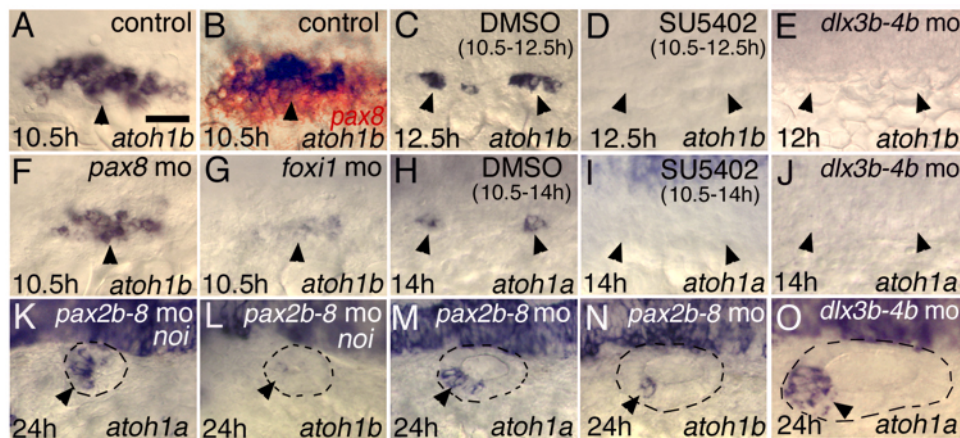 A control
10.5h atoh1b
B control
pax8
10.5h atoh1b
C DMSO
(10.5-12.5h)
12.5h atoh1b
D SU5402
(10.5-12.5h)
12.5h atoh1b
E dlx3b-4b mo
12h atoh1b
F pax8 mo
10.5h atoh1b
G foxi1 mo
10.5h atoh1b
H DMSO
(10.5-14h)
14h atoh1a
I SU5402
(10.5-14h)
14h atoh1a
J dlx3b-4b mo
14h atoh1a
K pax2b-8 mo
noi
24h atoh1a
L pax2b-8 mo
noi
24h atoh1b
M pax2b-8 mo
24h atoh1a
N pax2b-8 mo
24h atoh1b
O dlx3b-4b mo
24h atoh1a